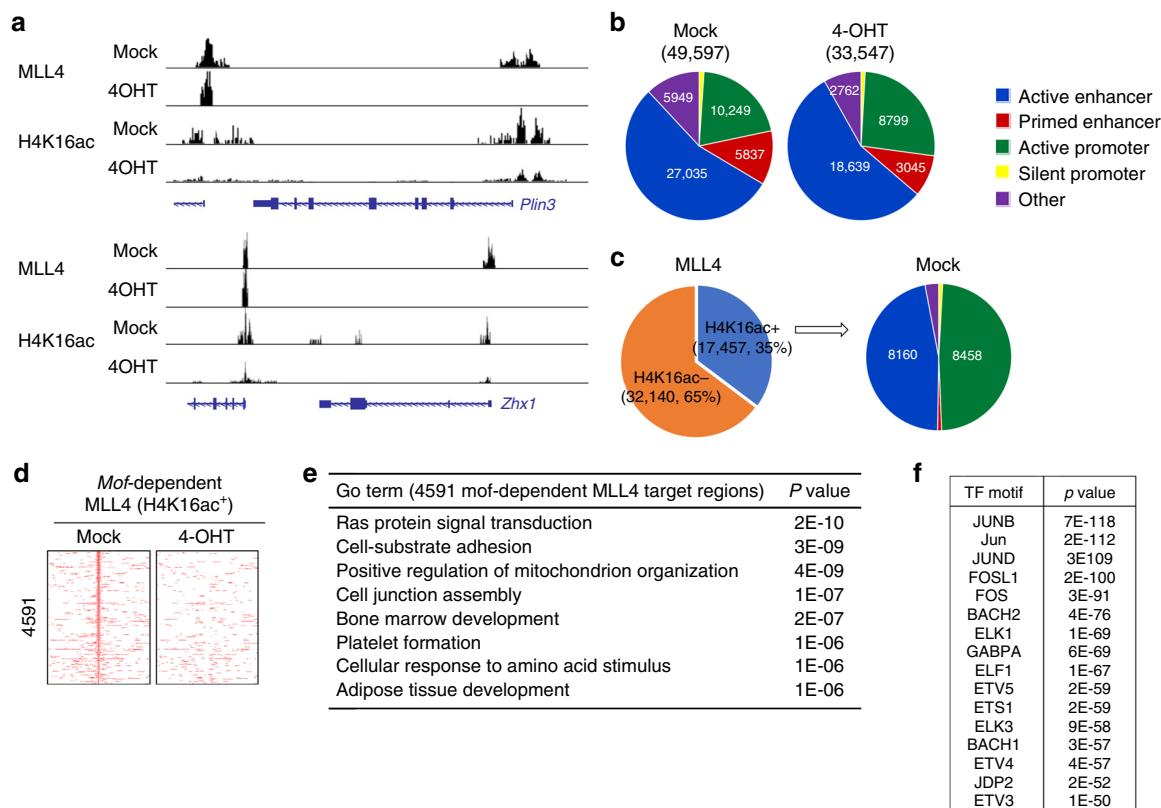 a
MLL4
Mock
4OHT
H4K16ac
Mock
4OHT
Plin3
MLL4
Mock
4OHT
H4K16ac
Mock
4OHT
Zhx1
b
Mock
(49,597)
4-OHT
(33,547)
5949
10,249
5837
27,035
2762
8799
3045
18,639
Active enhancer
Primed enhancer
Active promoter
Silent promoter
Other
c
MLL4
Mock
H4K16ac+
(17,457, 35%)
H4K16ac–
(32,140, 65%)
8160
8458
d
Mof-dependent
MLL4 (H4K16ac+)
Mock
4-OHT
4591
e
Go term (4591 mof-dependent MLL4 target regions) P value
Ras protein signal transduction 2E-10
Cell-substrate adhesion 3E-09
Positive regulation of mitochondrion organization 4E-09
Cell junction assembly 1E-07
Bone marrow development 2E-07
Platelet formation 1E-06
Cellular response to amino acid stimulus 1E-06
Adipose tissue development 1E-06
f
TF motif p value
JUNB 7E-118
Jun 2E-112
JUND 3E109
FOSL1 2E-100
FOS 3E-91
BACH2 4E-76
ELK1 1E-69
GABPA 6E-69
ELF1 1E-67
ETV5 2E-59
ETS1 2E-59
ELK3 9E-58
BACH1 3E-57
ETV4 4E-57
JDP2 2E-52
ETV3 1E-50